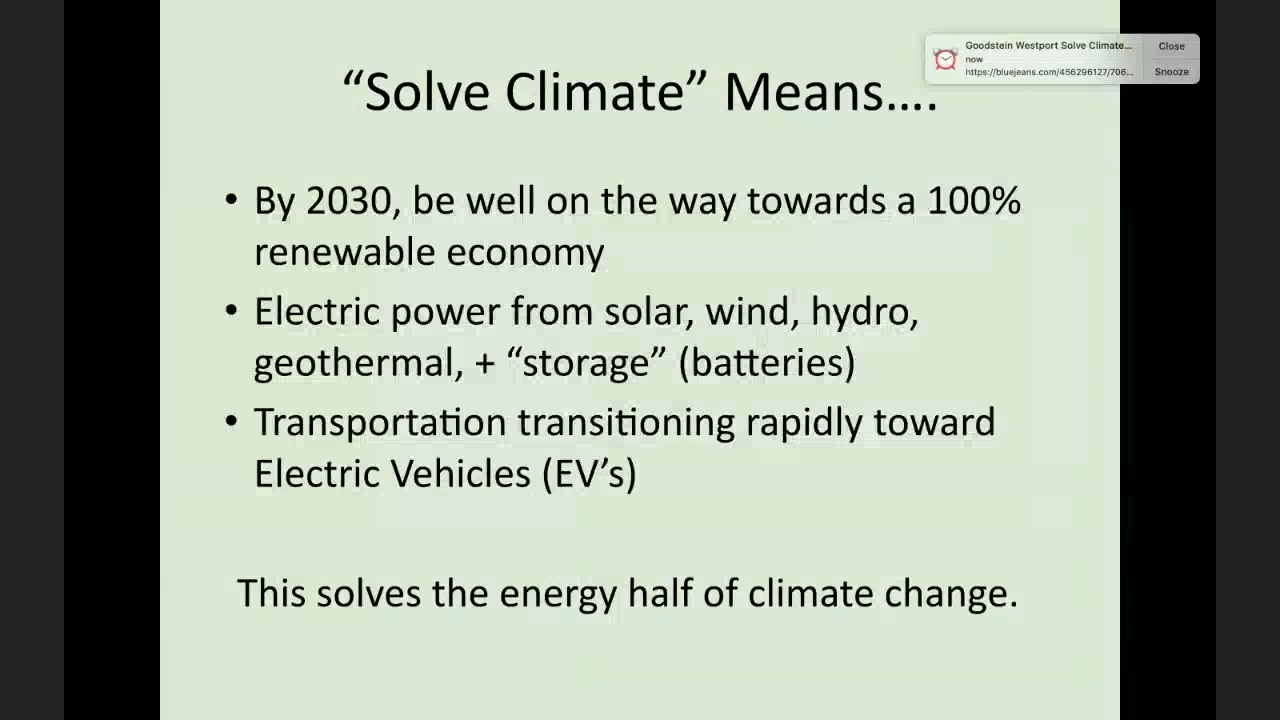 “Solve Climate” Means….
Goodstein Westport Solve Climate...
now
https://bluejeans.com/456296127/706...
Close
Snooze
• By 2030, be well on the way towards a 100%
renewable economy
• Electric power from solar, wind, hydro,
geothermal, + “storage” (batteries)
• Transportation transitioning rapidly toward
Electric Vehicles (EV’s)
This solves the energy half of climate change.